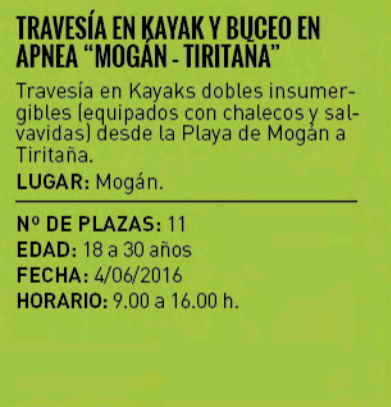 TRAVESÍA EN KAYAK Y BUCEO EN
APNEA “MOGÁN - TIRITAÑA”
Travesía en Kayaks dobles insumer-
gibles (equipados con chalecos y sal-
vavidas) desde la Playa de Mogán a
Tiritaña.
LUGAR: Mogán.
Nº DE PLAZAS: 11
EDAD: 18 a 30 años
FECHA: 4/06/2016
HORARIO: 9.00 a 16.00 h.